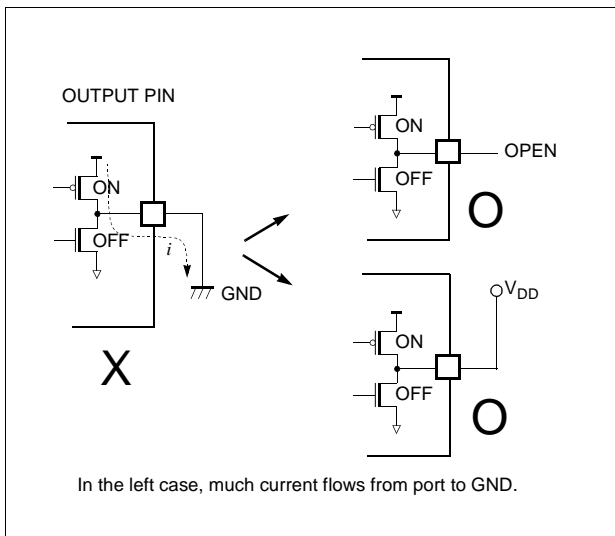 OUTPUT PIN
ON
OFF
i
GND
X
ON
OFF
OPEN
O
VDD
ON
OFF
O
In the left case, much current flows from port to GND.